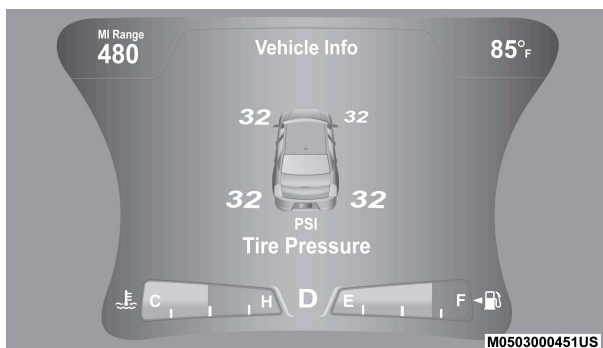 MI Range
480
Vehicle Info
85°F
32 32
32 32
PSI
Tire Pressure
C H D E F
M0503000451US